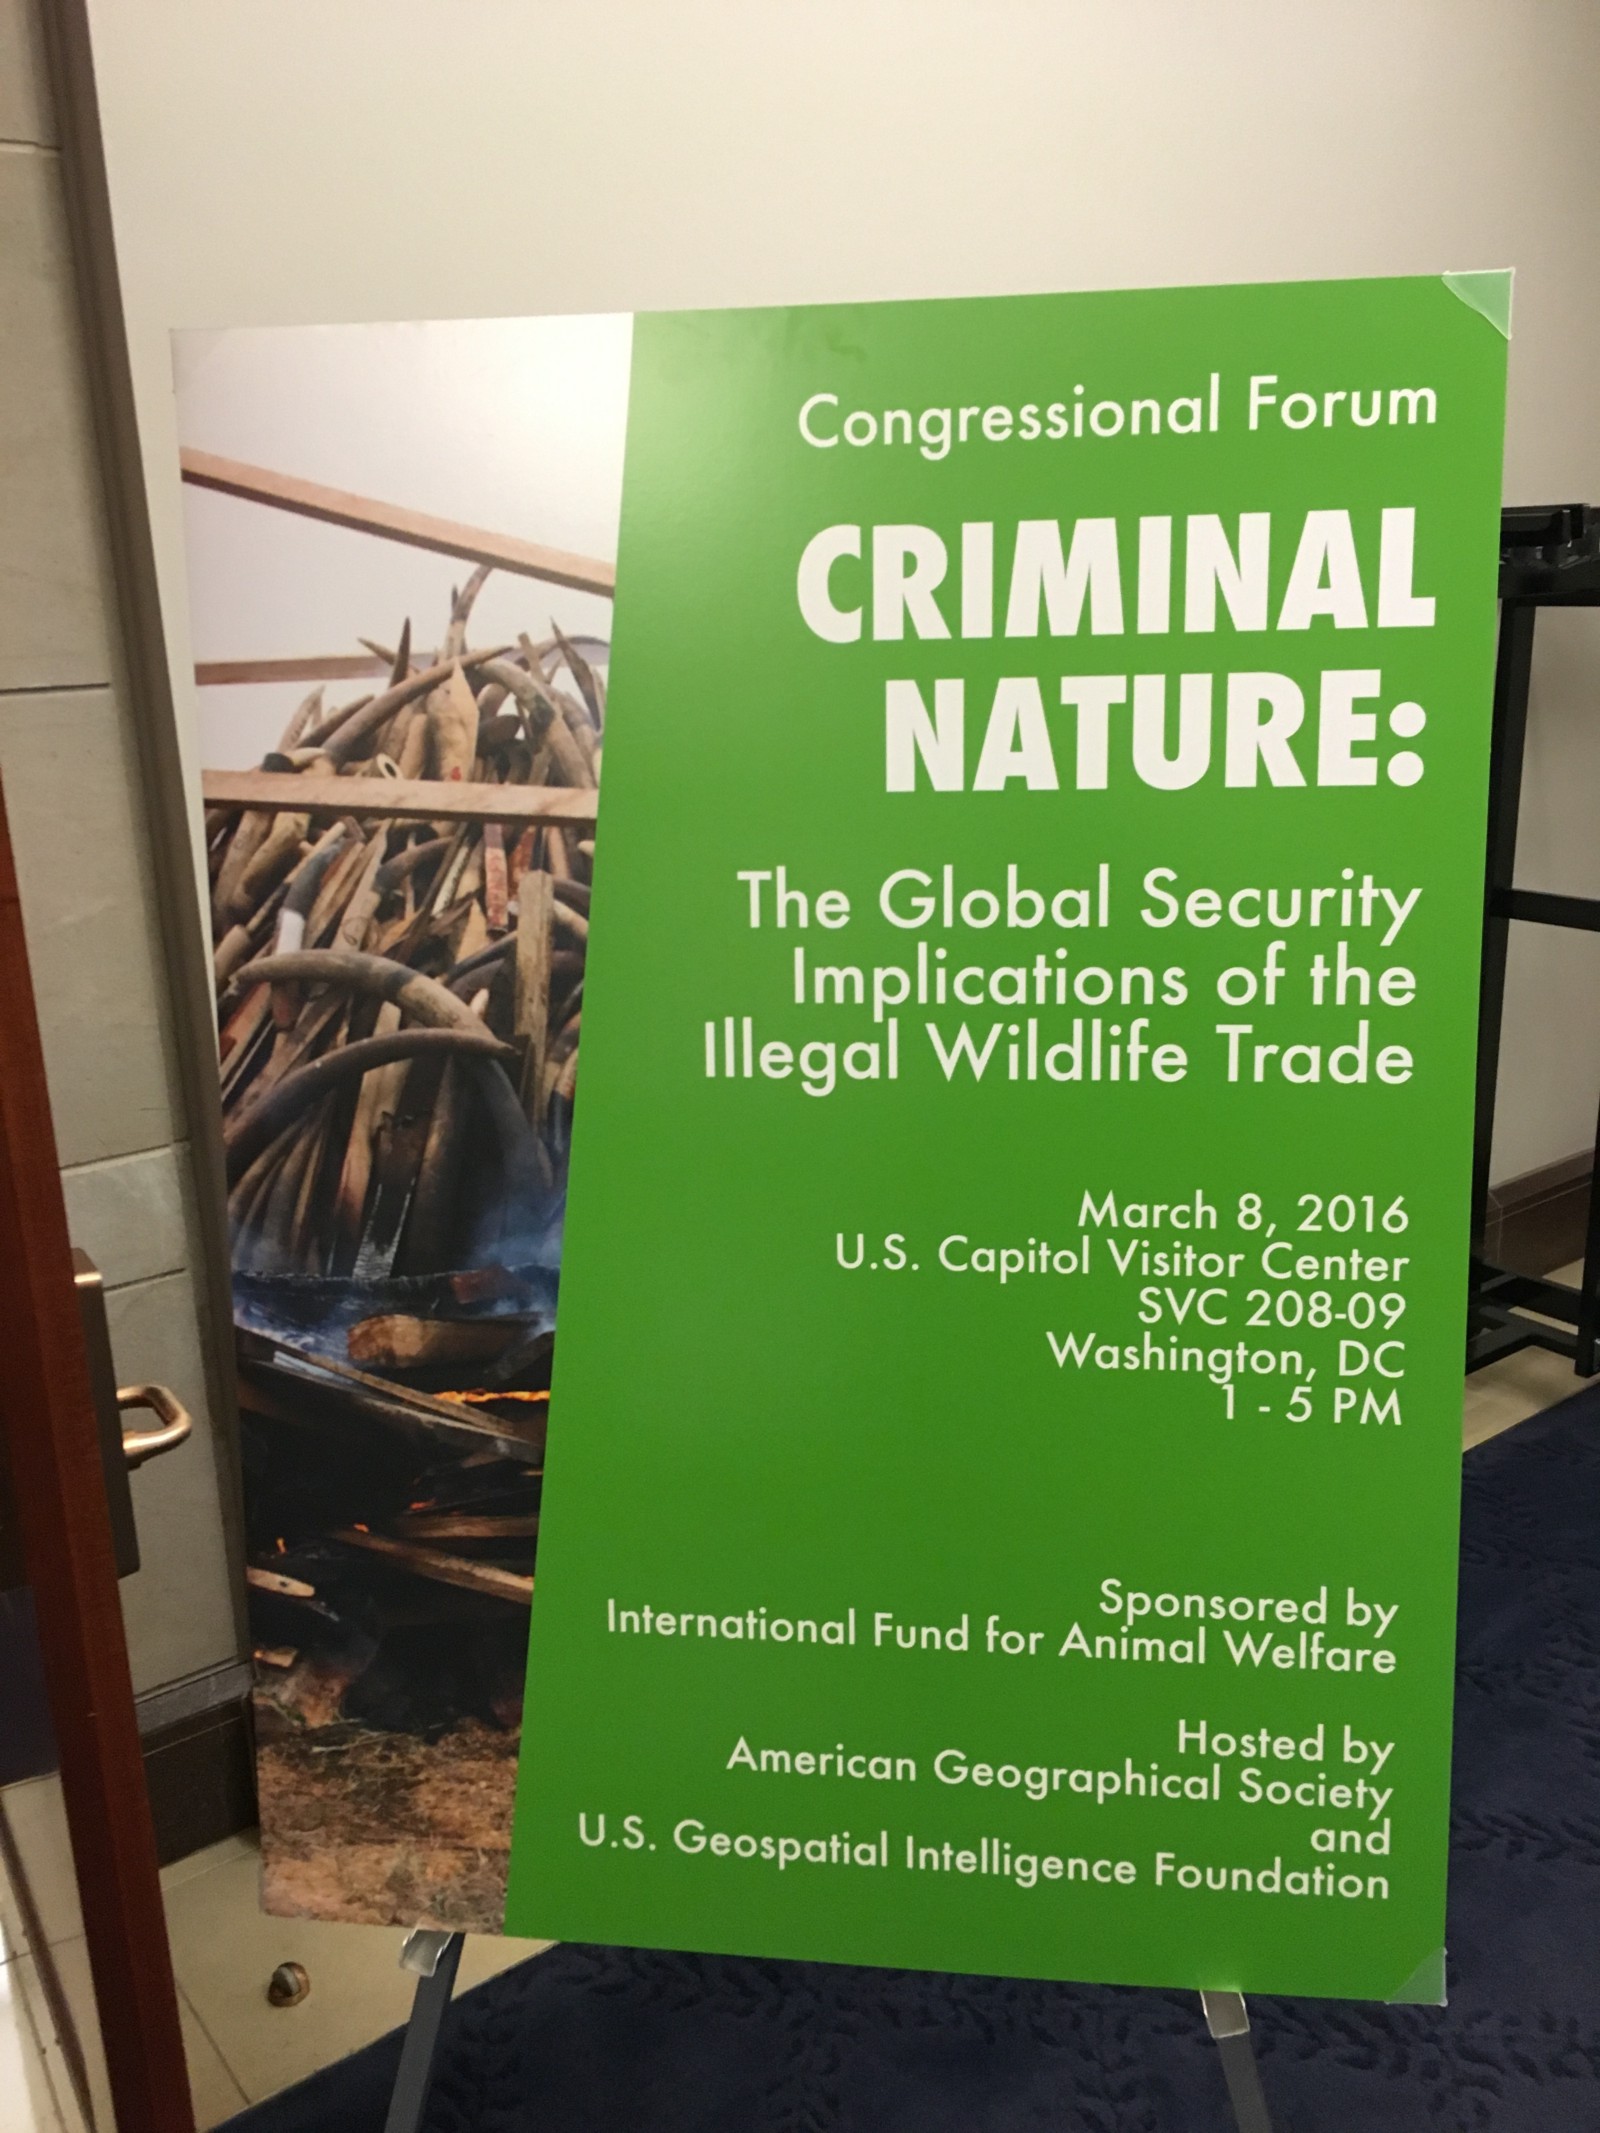 Congressional Forum
CRIMINAL
NATURE:
The Global Security
Implications of the
Illegal Wildlife Trade
March 8, 2016
U.S. Capitol Visitor Center
SVC 208-09
Washington, DC
1 - 5 PM
Sponsored by
International Fund for Animal Welfare
Hosted by
American Geographical Society
and
U.S. Geospatial Intelligence Foundation